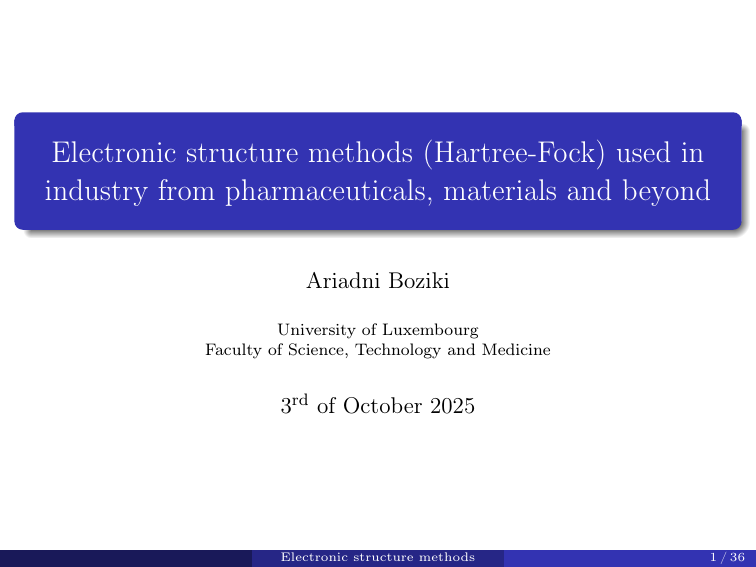 Electronic structure methods (Hartree-Fock) used in
industry from pharmaceuticals, materials and beyond
Ariadni Boziki
University of Luxembourg
Faculty of Science, Technology and Medicine
3rd of October 2025
Electronic structure methods
1 / 36